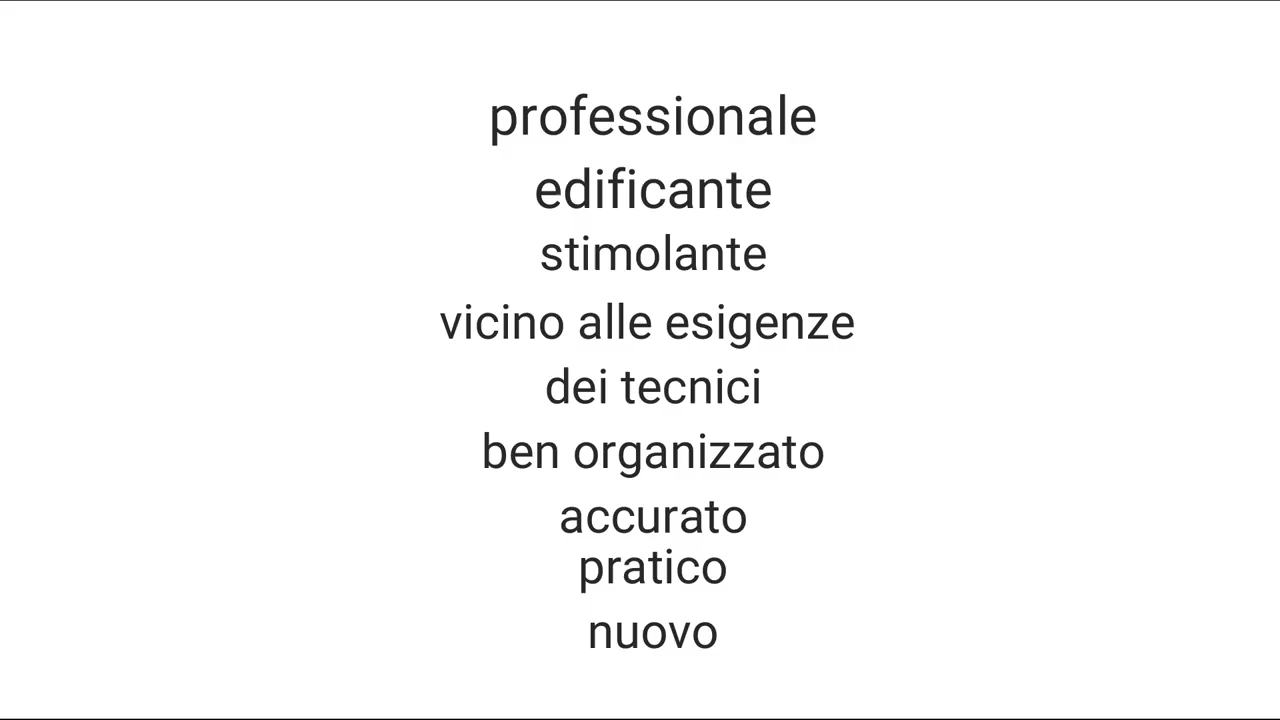 professionale
edificante
stimolante
vicino alle esigenze
dei tecnici
ben organizzato
accurato
pratico
nuovo